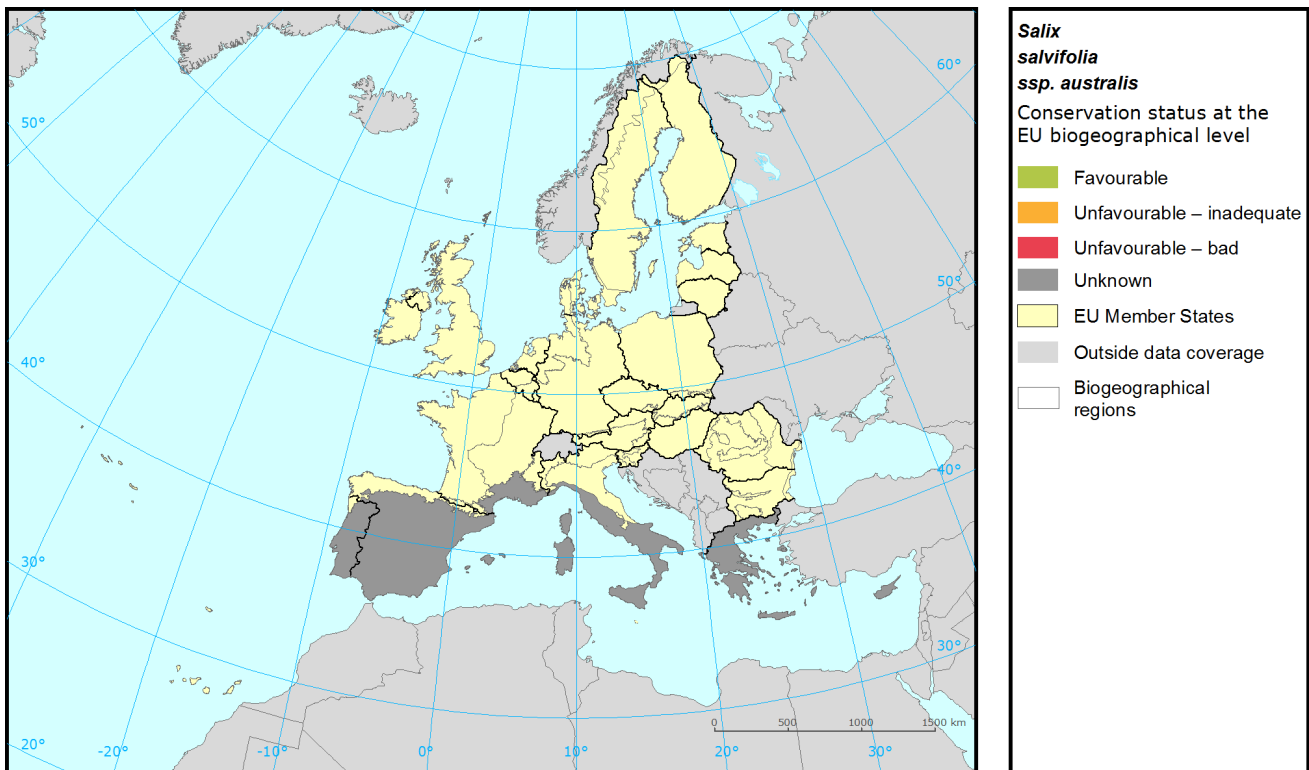 Salix
salvifolia
ssp. australis
Conservation status at the
EU biogeographical level
Favourable
Unfavourable – inadequate
Unfavourable – bad
Unknown
EU Member States
Outside data coverage
Biogeographical
regions
60°
50°
50°
40°
40°
30°
30°
20°
-20°
-10°
0°
10°
20°
30°
0 500 1000 1500 km